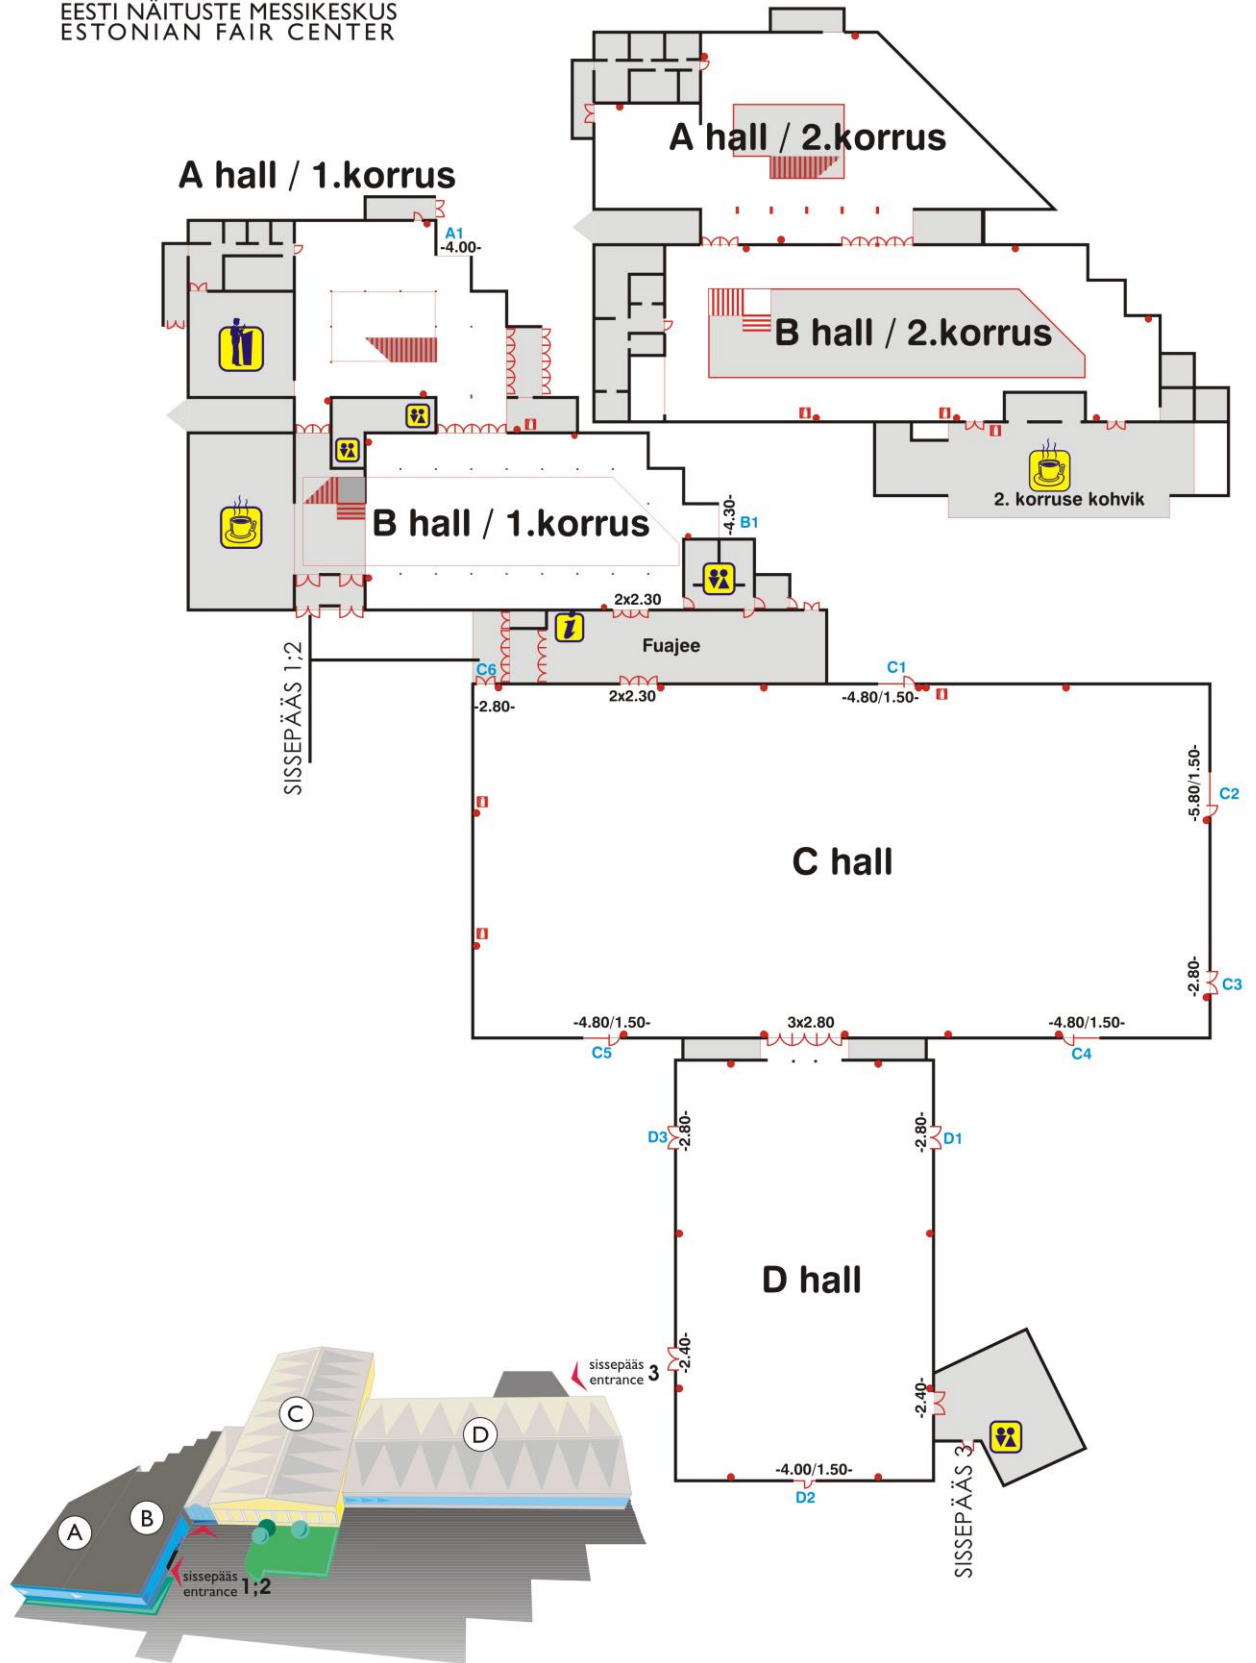 EESTI NÄITUSTE MESSIKESKUS
ESTONIAN FAIR CENTER
A hall / 2.korrus
A hall / 1.korrus
A1
-4.00-
B hall / 2.korrus
2. korruse kohvik
B hall / 1.korrus
-4.30-
B1
2x2.30
i
Fuajee
SISSEPÄÄS 1;2
C6
-2.80-
2x2.30
C1
-4.80/1.50-
-5.80/1.50-
C2
C hall
-2.80-
C3
-4.80/1.50-
C5
3x2.80
-4.80/1.50-
C4
D3
-2.80-
-2.80-
D1
D hall
-2.40-
-2.40-
-4.00/1.50-
D2
SISSEPÄÄS 3
sissepääs
entrance 3
C
D
A
B
sissepääs
entrance 1;2